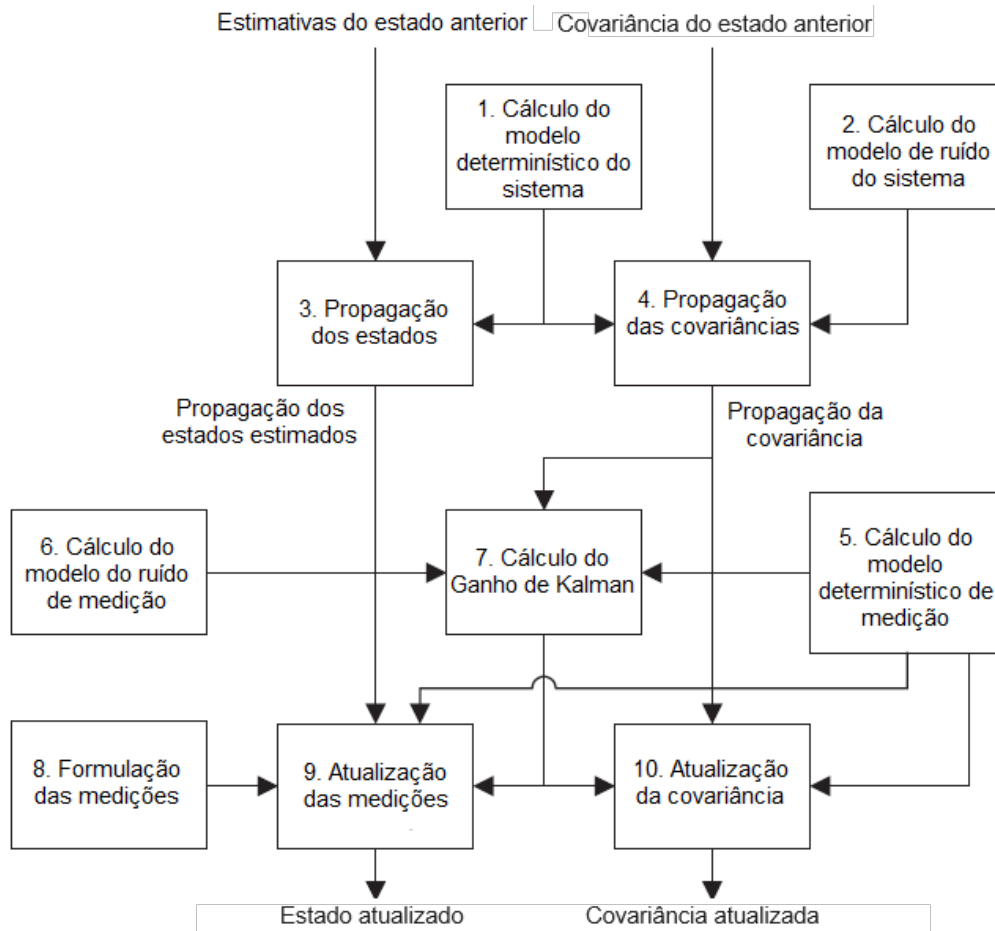 Estimativas do estado anterior
Covariância do estado anterior
1. Cálculo do
modelo
determinístico do
sistema
2. Cálculo do
modelo de ruído
do sistema
3. Propagação
dos estados
4. Propagação
das covariâncias
Propagação dos
estados estimados
Propagação da
covariância
6. Cálculo do
modelo do ruído
de medição
7. Cálculo do
Ganho de Kalman
5. Cálculo do
modelo
determinístico de
medição
8. Formulação
das medições
9. Atualização
das medições
10. Atualização
da covariância
Estado atualizado
Covariância atualizada